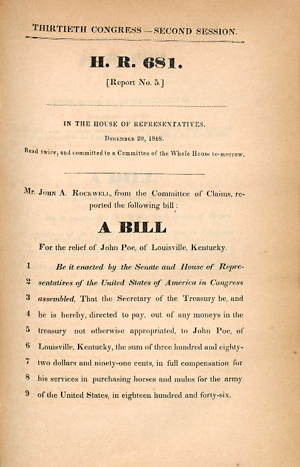 THIRTIETH CONGRESS—SECOND SESSION.
H. R. 681.
[Report No. 5.]
IN THE HOUSE OF REPRESENTATIVES.
DECEMBER 20, 1848.
Read twice, and committed to a Committee of the Whole House to-morrow.
Mr. JOHN A. ROCKWELL, from the Committee of Claims, re-
ported the following bill:
A BILL
For the relief of John Poe, of Louisville, Kentucky.
1 Be it enacted by the Senate and House of Repre-
2 sentatives of the United States of America in Congress
3 assembled, That the Secretary of the Treasury be, and
4 he is hereby, directed to pay, out of any moneys in the
5 treasury not otherwise appropriated, to John Poe, of
6 Louisville, Kentucky, the sum of three hundred and eighty-
7 two dollars and ninety-one cents, in full compensation for
8 his services in purchasing horses and mules for the army
9 of the United States, in eighteen hundred and forty-six.